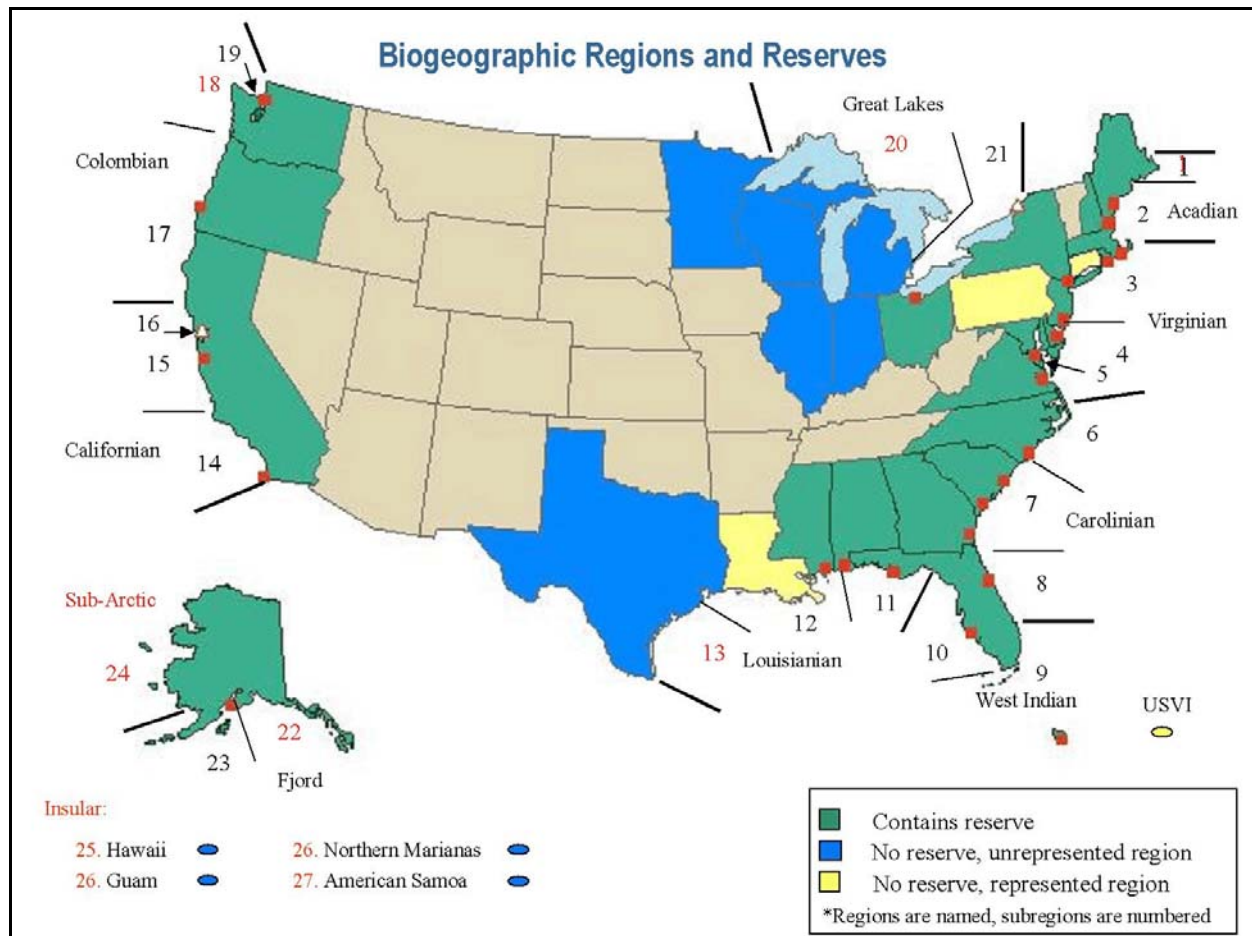 Biogeographic Regions and Reserves
19
18
Great Lakes
20
21
1
Colombian
2
Acadian
17
3
16
Virginian
15
4
5
6
Californian
14
7
Carolinian
8
Sub-Arctic
11
12
13
Louisianian
10
9
24
West Indian
USVI
22
23
Fjord
Insular:
25. Hawaii
26. Northern Marianas
26. Guam
27. American Samoa
Contains reserve
No reserve, unrepresented region
No reserve, represented region
*Regions are named, subregions are numbered